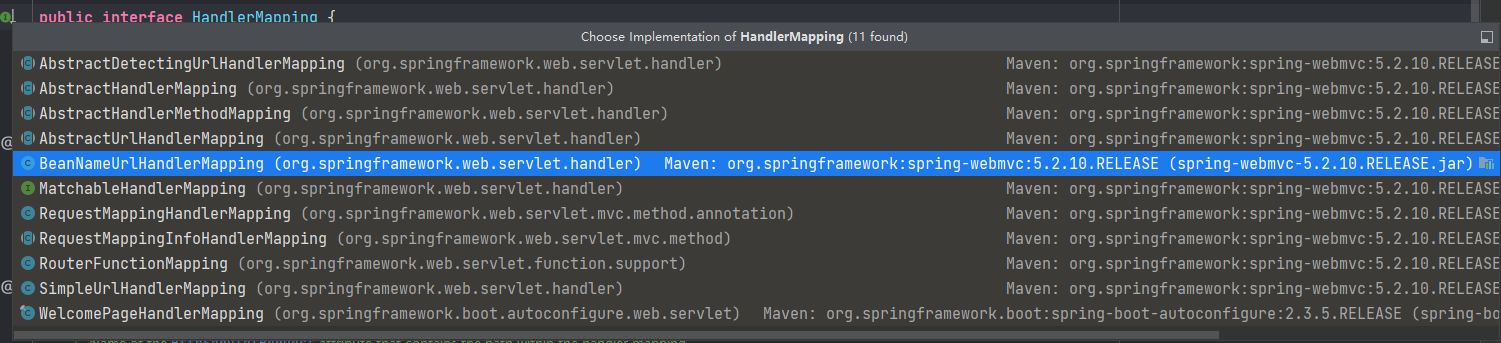 public interface HandlerMapping {
Choose Implementation of HandlerMapping (11 found)
AbstractDetectingUrlHandlerMapping (org.springframework.web.servlet.handler) Maven: org.springframework:spring-webmvc:5.2.10.RELEASE
AbstractHandlerMapping (org.springframework.web.servlet.handler) Maven: org.springframework:spring-webmvc:5.2.10.RELEASE
AbstractHandlerMethodMapping (org.springframework.web.servlet.handler) Maven: org.springframework:spring-webmvc:5.2.10.RELEASE
AbstractUrlHandlerMapping (org.springframework.web.servlet.handler) Maven: org.springframework:spring-webmvc:5.2.10.RELEASE
BeanNameUrlHandlerMapping (org.springframework.web.servlet.handler) Maven: org.springframework:spring-webmvc:5.2.10.RELEASE (spring-webmvc-5.2.10.RELEASE.jar)
MatchableHandlerMapping (org.springframework.web.servlet.handler) Maven: org.springframework:spring-webmvc:5.2.10.RELEASE
RequestMappingHandlerMapping (org.springframework.web.servlet.mvc.method.annotation) Maven: org.springframework:spring-webmvc:5.2.10.RELEASE
RequestMappingInfoHandlerMapping (org.springframework.web.servlet.mvc.method) Maven: org.springframework:spring-webmvc:5.2.10.RELEASE
RouterFunctionMapping (org.springframework.web.servlet.function.support) Maven: org.springframework:spring-webmvc:5.2.10.RELEASE
SimpleUrlHandlerMapping (org.springframework.web.servlet.handler) Maven: org.springframework:spring-webmvc:5.2.10.RELEASE
WelcomePageHandlerMapping (org.springframework.boot.autoconfigure.web.servlet) Maven: org.springframework.boot:spring-boot-autoconfigure:2.3.5.RELEASE (spring-bo